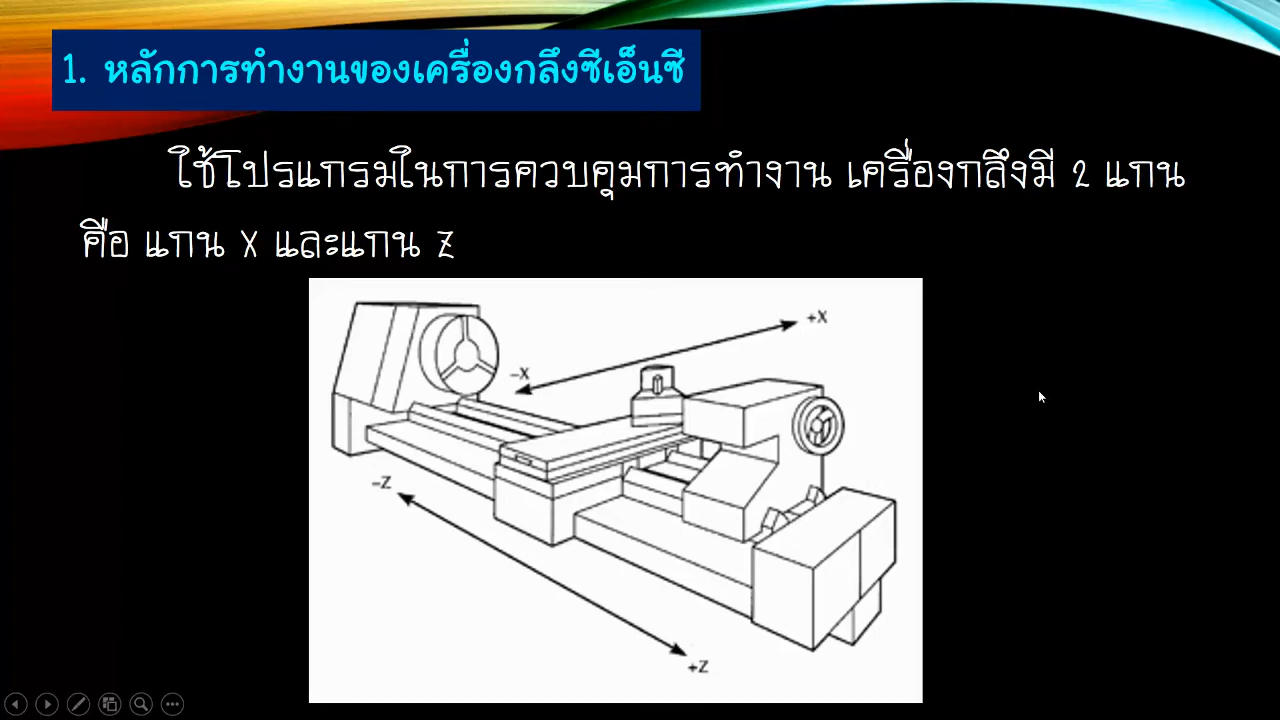 1. หลักการทำงานของเครื่องกลึงซีเอ็นซี
ใช้โปรแกรมในการควบคุมการทำงาน เครื่องกลึงมี 2 แกน
คือ แกน X และแกน Z
+X
-X
-Z
+Z